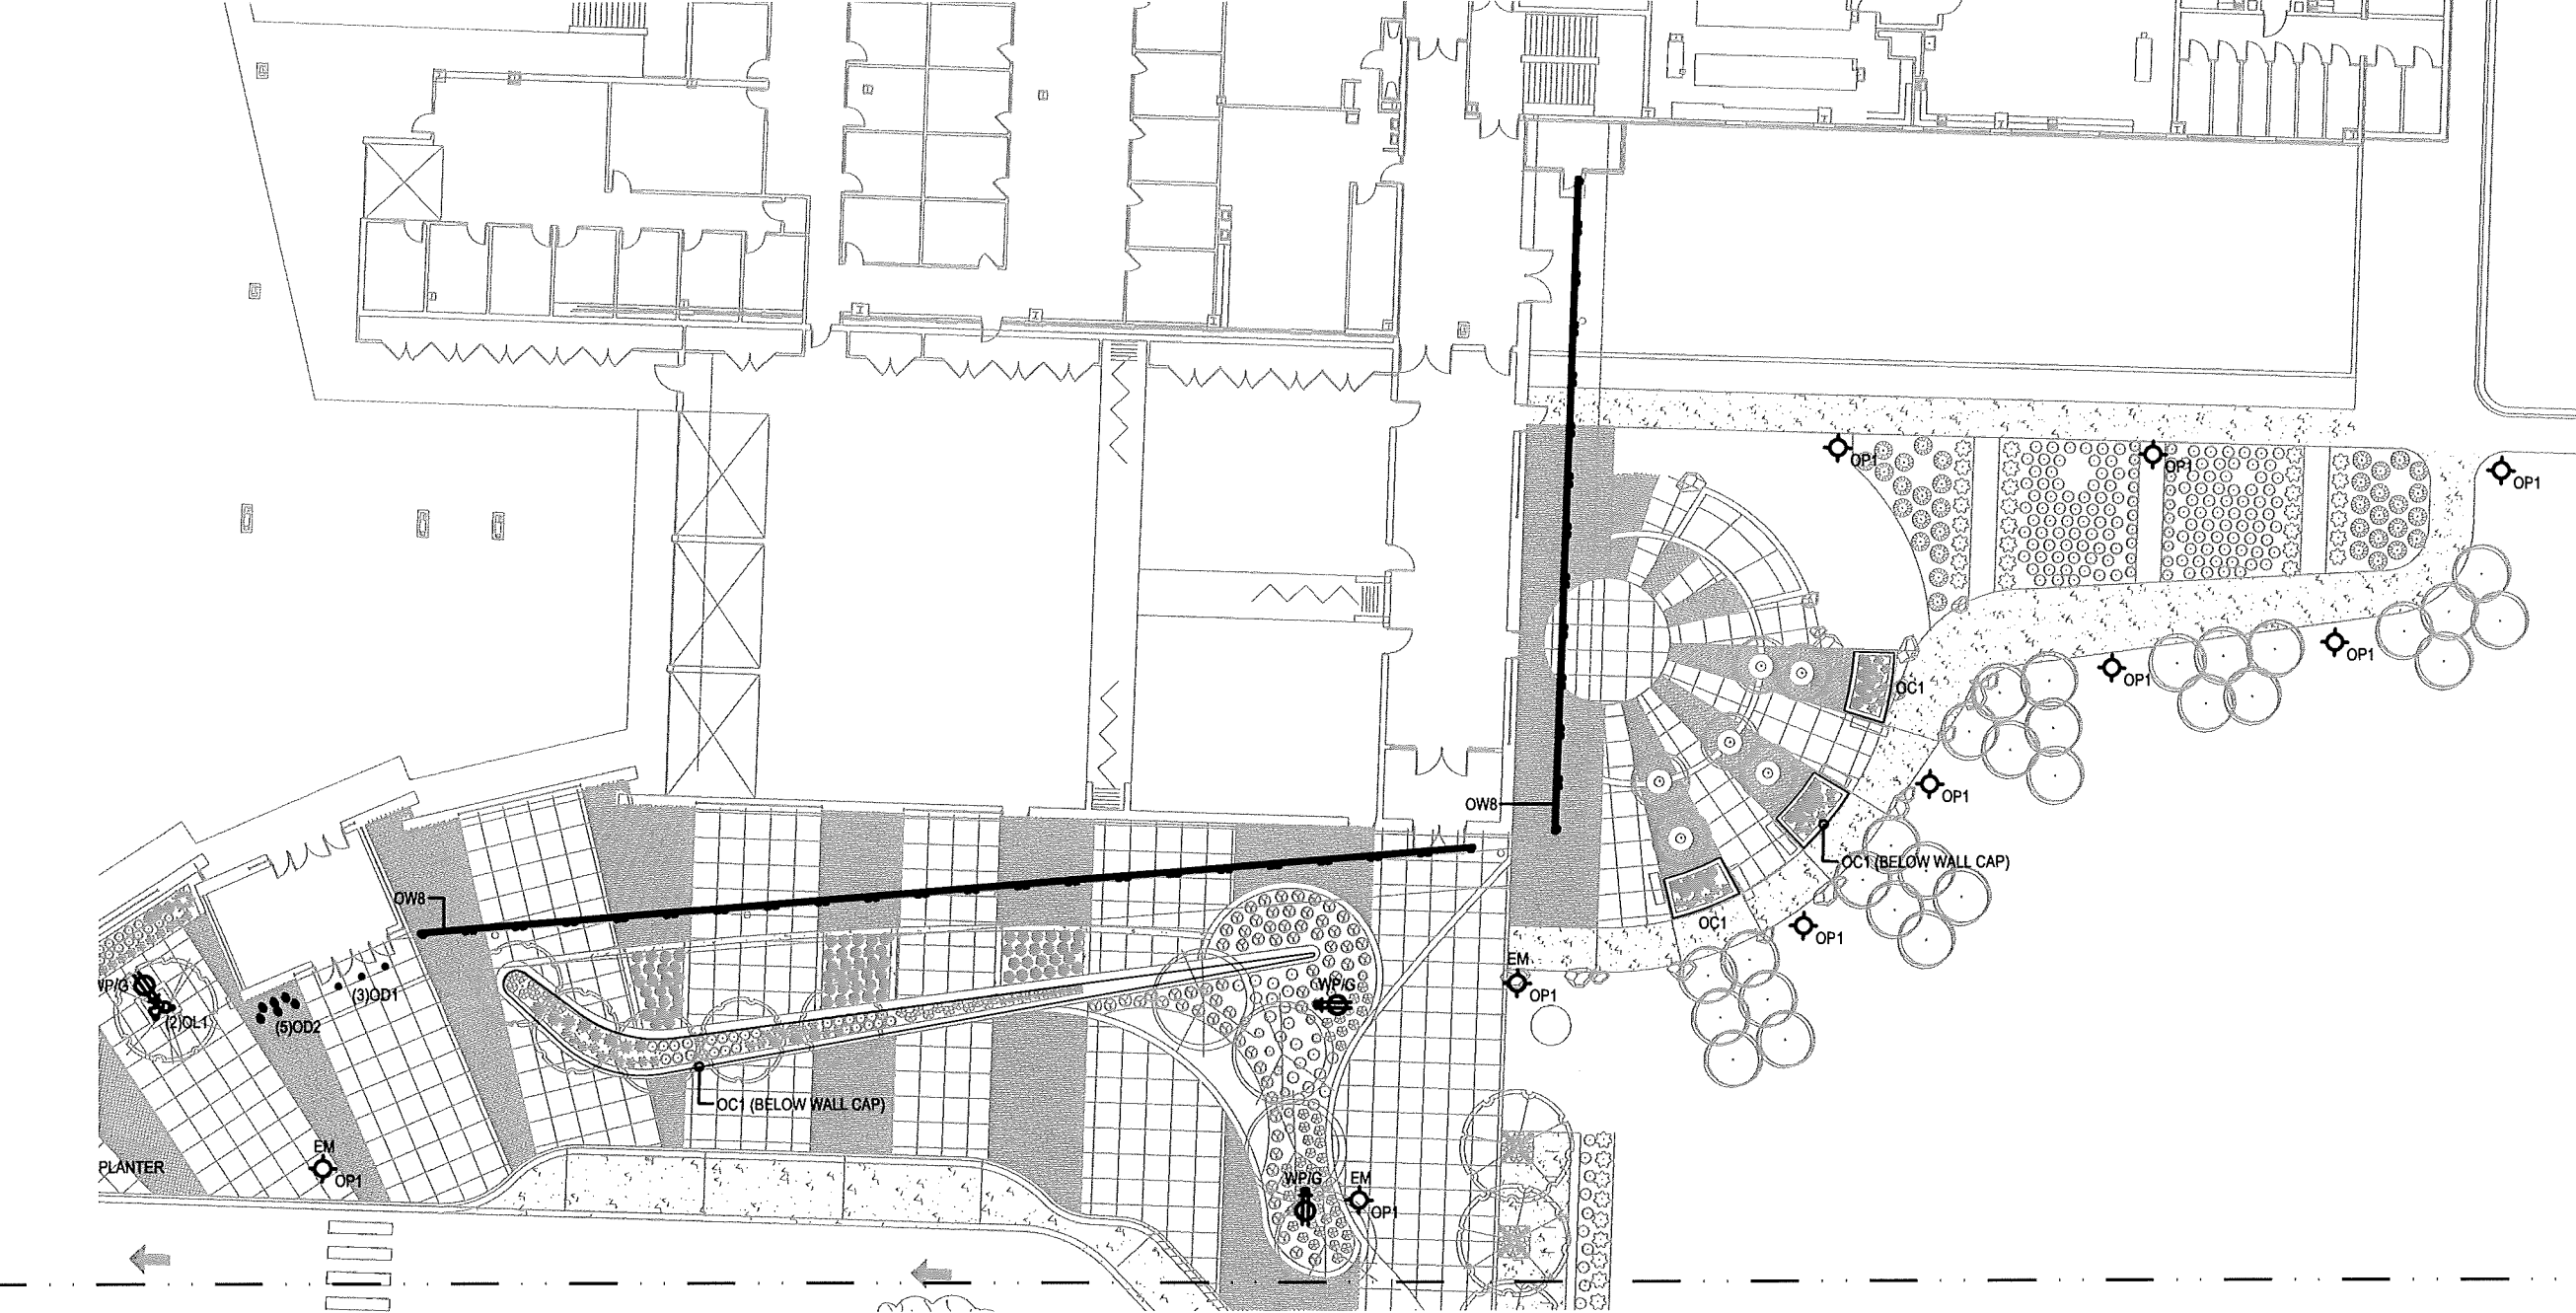 OP1
OP1
OP1
OP1
OP1
OC1
OP1
OW8
OC1 (BELOW WALL CAP)
OW8
OC1
OP1
EM
WP/G
WP/G
(3)OD1
OP1
(2)OL1
(5)OD2
OC1 (BELOW WALL CAP)
EM
PLANTER
OP1
WP/G
EM
OP1